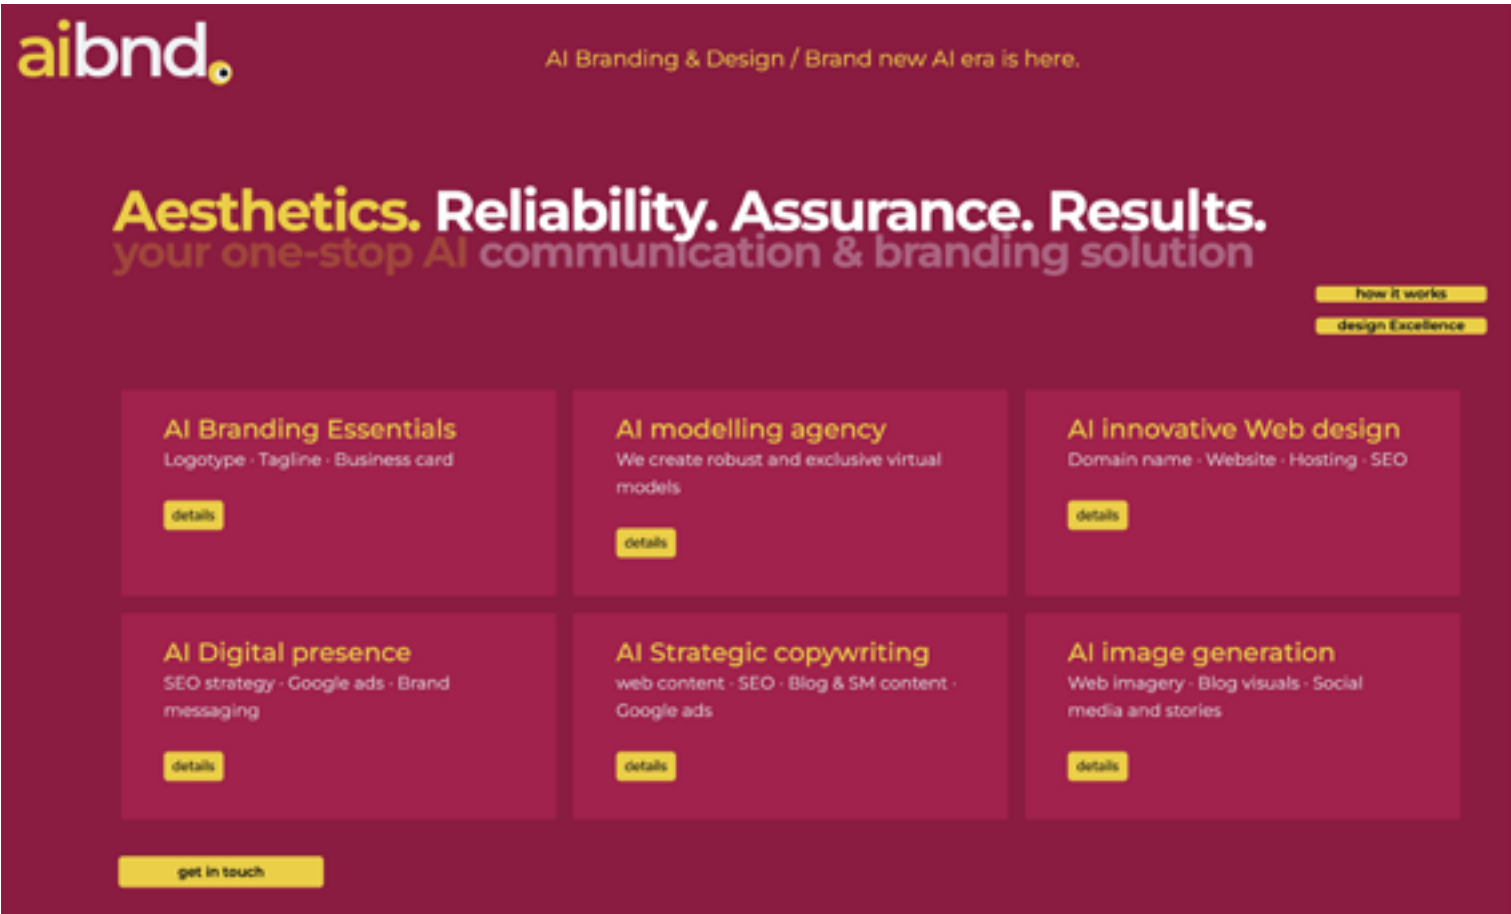 aibnd.
AI Branding & Design / Brand new AI era is here.
Aesthetics. Reliability. Assurance. Results.
your one-stop AI communication & branding solution
how it works
design Excellence
AI Branding Essentials
Logotype · Tagline · Business card
details
AI modelling agency
We create robust and exclusive virtual
models
details
AI innovative Web design
Domain name · Website · Hosting · SEO
details
AI Digital presence
SEO strategy · Google ads · Brand
messaging
details
AI Strategic copywriting
web content · SEO · Blog & SM content ·
Google ads
details
AI image generation
Web imagery · Blog visuals · Social
media and stories
details
get in touch